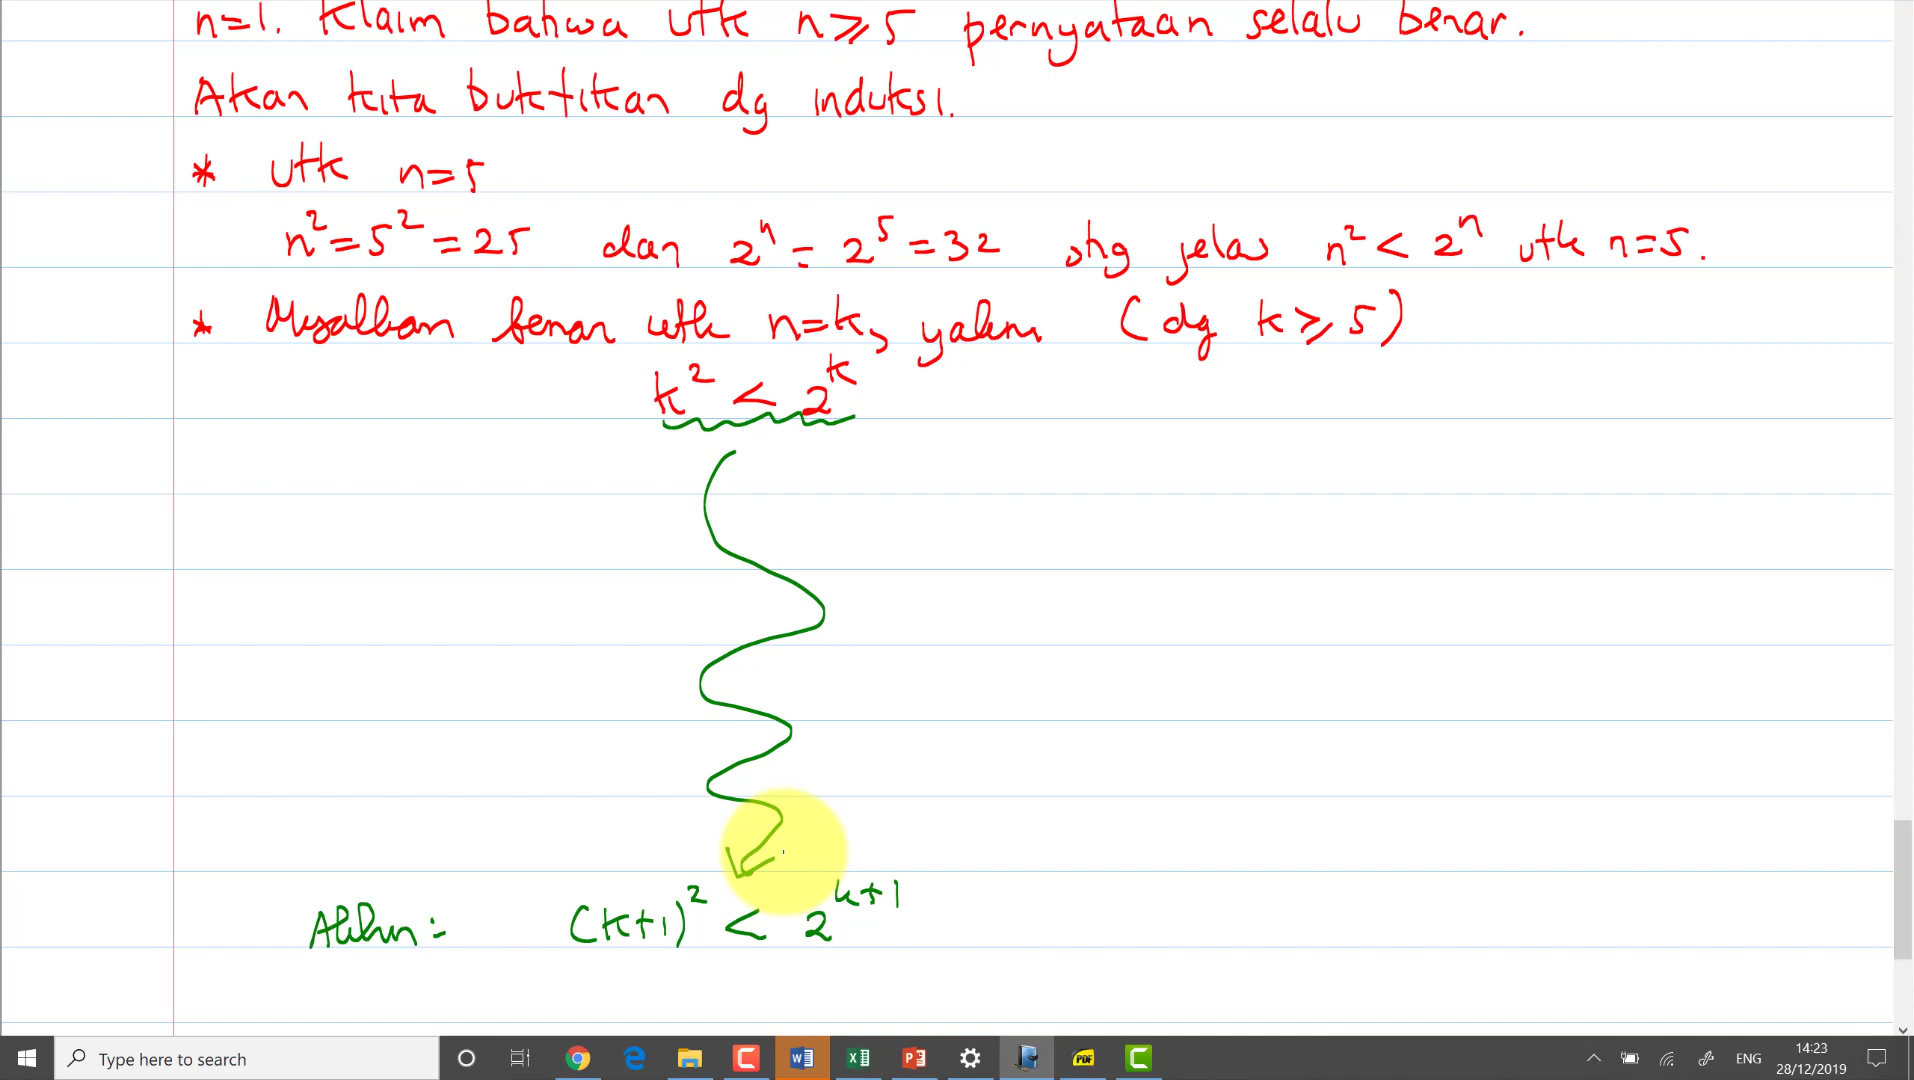 n=1. Klaim bahwa utk n ≥ 5 pernyataan selalu benar.
Akan kita buktikan dg induksi.
* utk n=5
n² = 5² = 25 dan 2ⁿ = 2⁵ = 32 shg jelas n² < 2ⁿ utk n=5.
* Misalkan benar utk n=k, yakni (dg k ≥ 5)
k² < 2ᵏ
(k+1)² < 2ᵏ⁺¹
Type here to search
ENG
14:23
28/12/2019